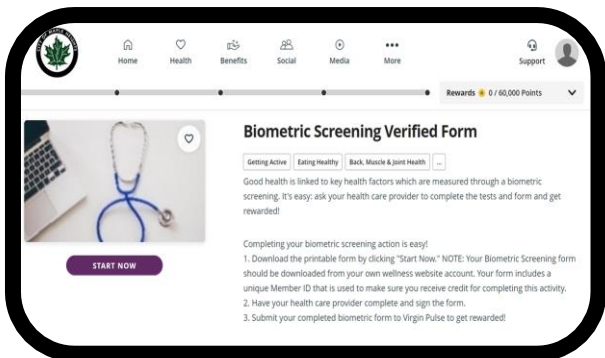 CITY OF MAPLE HEIGHTS
Home
Health
Benefits
Social
Media
More
Support
Rewards 0 / 60,000 Points
Biometric Screening Verified Form
Getting Active
Eating Healthy
Back, Muscle & Joint Health
...
Good health is linked to key health factors which are measured through a biometric
screening. It's easy: ask your health care provider to complete the tests and form and get
rewarded!
START NOW
Completing your biometric screening action is easy!
1. Download the printable form by clicking "Start Now." NOTE: Your Biometric Screening form
should be downloaded from your own wellness website account. Your form includes a
unique Member ID that is used to make sure you receive credit for completing this activity.
2. Have your health care provider complete and sign the form.
3. Submit your completed biometric form to Virgin Pulse to get rewarded!